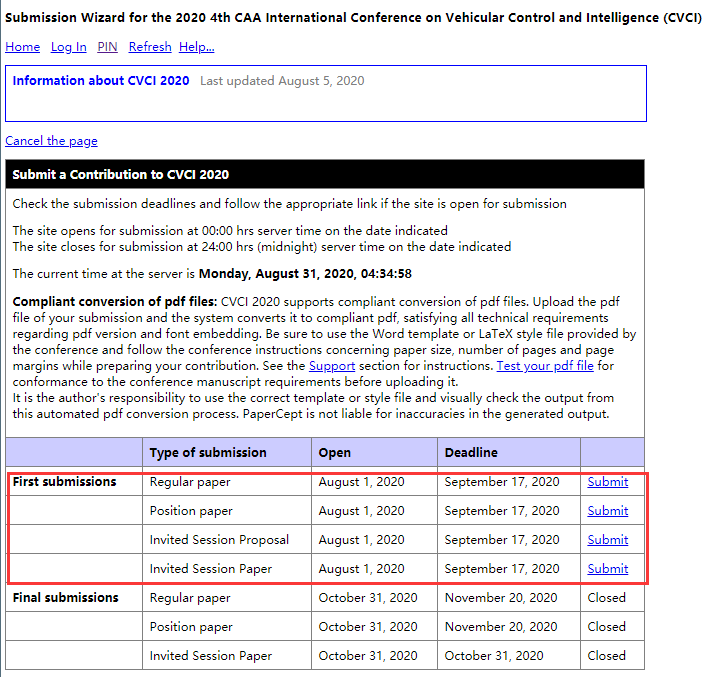 Submission Wizard for the 2020 4th CAA International Conference on Vehicular Control and Intelligence (CVCI)
Home Log In PIN Refresh Help...
Information about CVCI 2020 Last updated August 5, 2020
Cancel the page
Submit a Contribution to CVCI 2020
Check the submission deadlines and follow the appropriate link if the site is open for submission
The site opens for submission at 00:00 hrs server time on the date indicated
The site closes for submission at 24:00 hrs (midnight) server time on the date indicated
The current time at the server is Monday, August 31, 2020, 04:34:58
Compliant conversion of pdf files: CVCI 2020 supports compliant conversion of pdf files. Upload the pdf
file of your submission and the system converts it to compliant pdf, satisfying all technical requirements
regarding pdf version and font embedding. Be sure to use the Word template or LaTeX style file provided by
the conference and follow the conference instructions concerning paper size, number of pages and page
margins while preparing your contribution. See the Support section for instructions. Test your pdf file for
conformance to the conference manuscript requirements before uploading it.
It is the author's responsibility to use the correct template or style file and visually check the output from
this automated pdf conversion process. PaperCept is not liable for inaccuracies in the generated output.
Type of submission Open Deadline
First submissions Regular paper August 1, 2020 September 17, 2020 Submit
Position paper August 1, 2020 September 17, 2020 Submit
Invited Session Proposal August 1, 2020 September 17, 2020 Submit
Invited Session Paper August 1, 2020 September 17, 2020 Submit
Final submissions Regular paper October 31, 2020 November 20, 2020 Closed
Position paper October 31, 2020 November 20, 2020 Closed
Invited Session Paper October 31, 2020 October 31, 2020 Closed